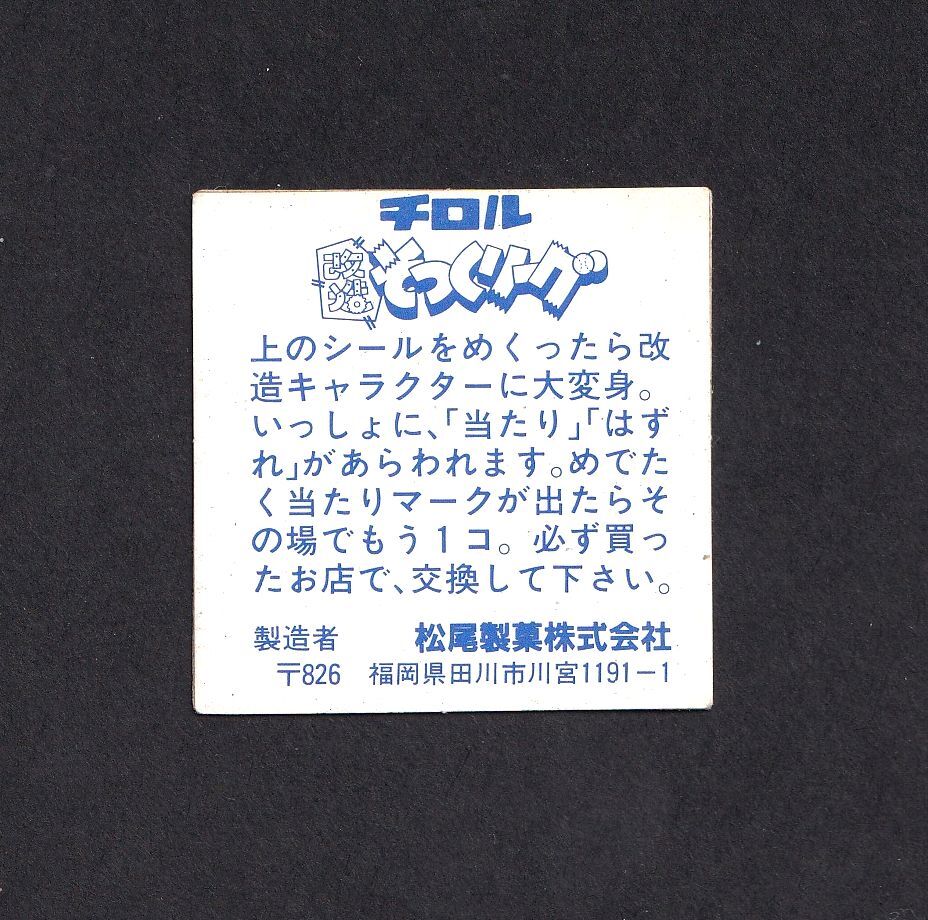 チロル
改造そっくリーグ
上のシールをめくったら改
造キャラクターに大変身。
いっしょに、「当たり」「はず
れ」があらわれます。めでた
く当たりマークが出たらそ
の場でもう1コ。必ず買っ
たお店で、交換して下さい。
製造者 松尾製菓株式会社
〒826 福岡県田川市川宮1191-1